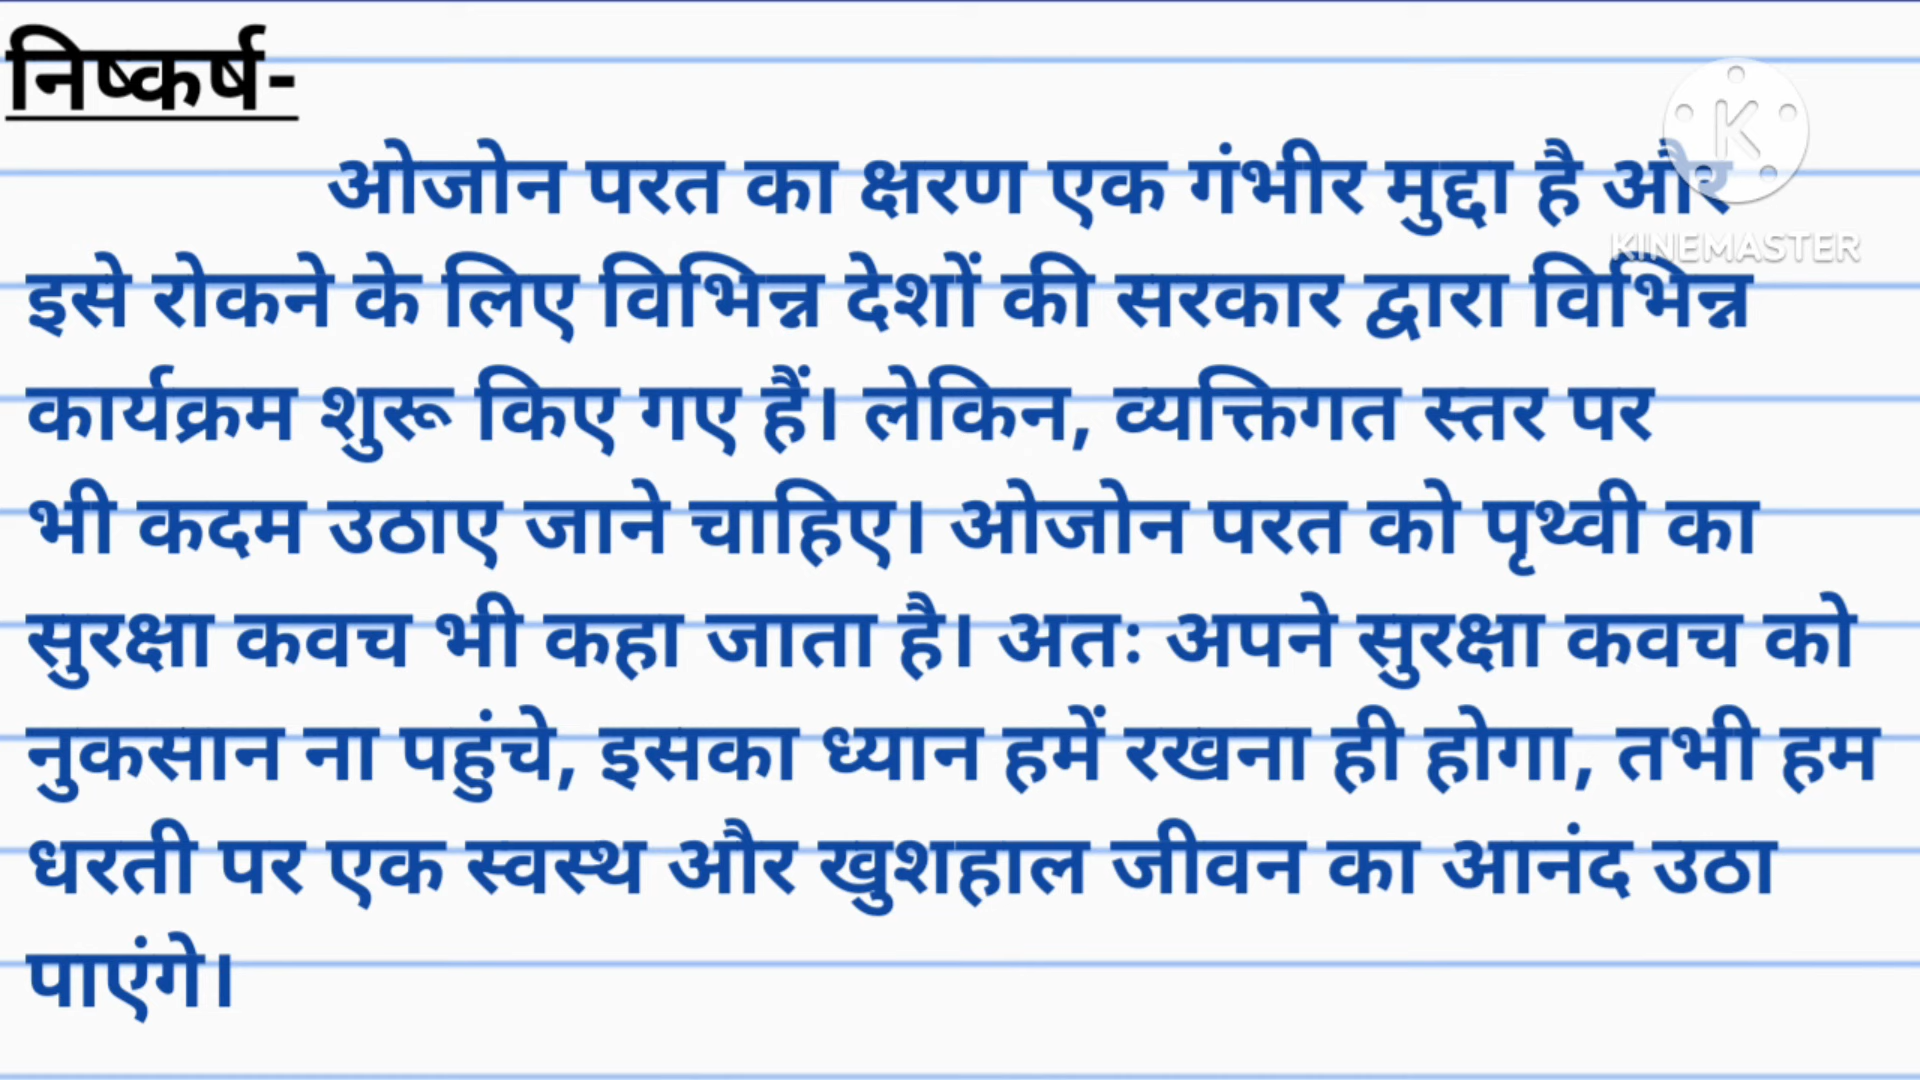 निष्कर्ष-
ओजोन परत का क्षरण एक गंभीर मुद्दा है और
इसे रोकने के लिए विभिन्न देशों की सरकार द्वारा विभिन्न
कार्यक्रम शुरू किए गए हैं। लेकिन, व्यक्तिगत स्तर पर
भी कदम उठाए जाने चाहिए। ओजोन परत को पृथ्वी का
सुरक्षा कवच भी कहा जाता है। अतः अपने सुरक्षा कवच को
नुकसान ना पहुंचे, इसका ध्यान हमें रखना ही होगा, तभी हम
धरती पर एक स्वस्थ और खुशहाल जीवन का आनंद उठा
पाएंगे।
K
KINEMASTER